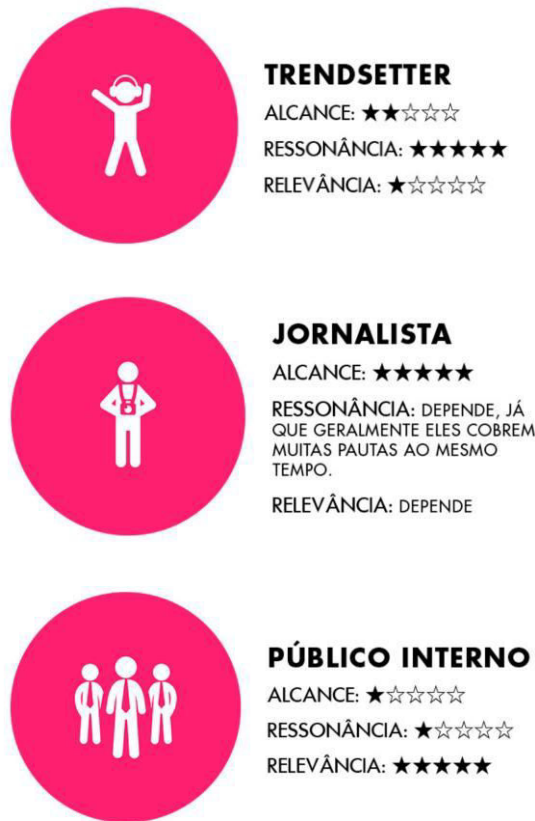 TRENDSETTER
ALCANCE: ★★☆☆☆
RESSONÂNCIA: ★★★★★
RELEVÂNCIA: ★☆☆☆☆
JORNALISTA
ALCANCE: ★★★★★
RESSONÂNCIA: DEPENDE, JÁ
QUE GERALMENTE ELES COBREM
MUITAS PAUTAS AO MESMO
TEMPO.
RELEVÂNCIA: DEPENDE
PÚBLICO INTERNO
ALCANCE: ★☆☆☆☆
RESSONÂNCIA: ★☆☆☆☆
RELEVÂNCIA: ★★★★★